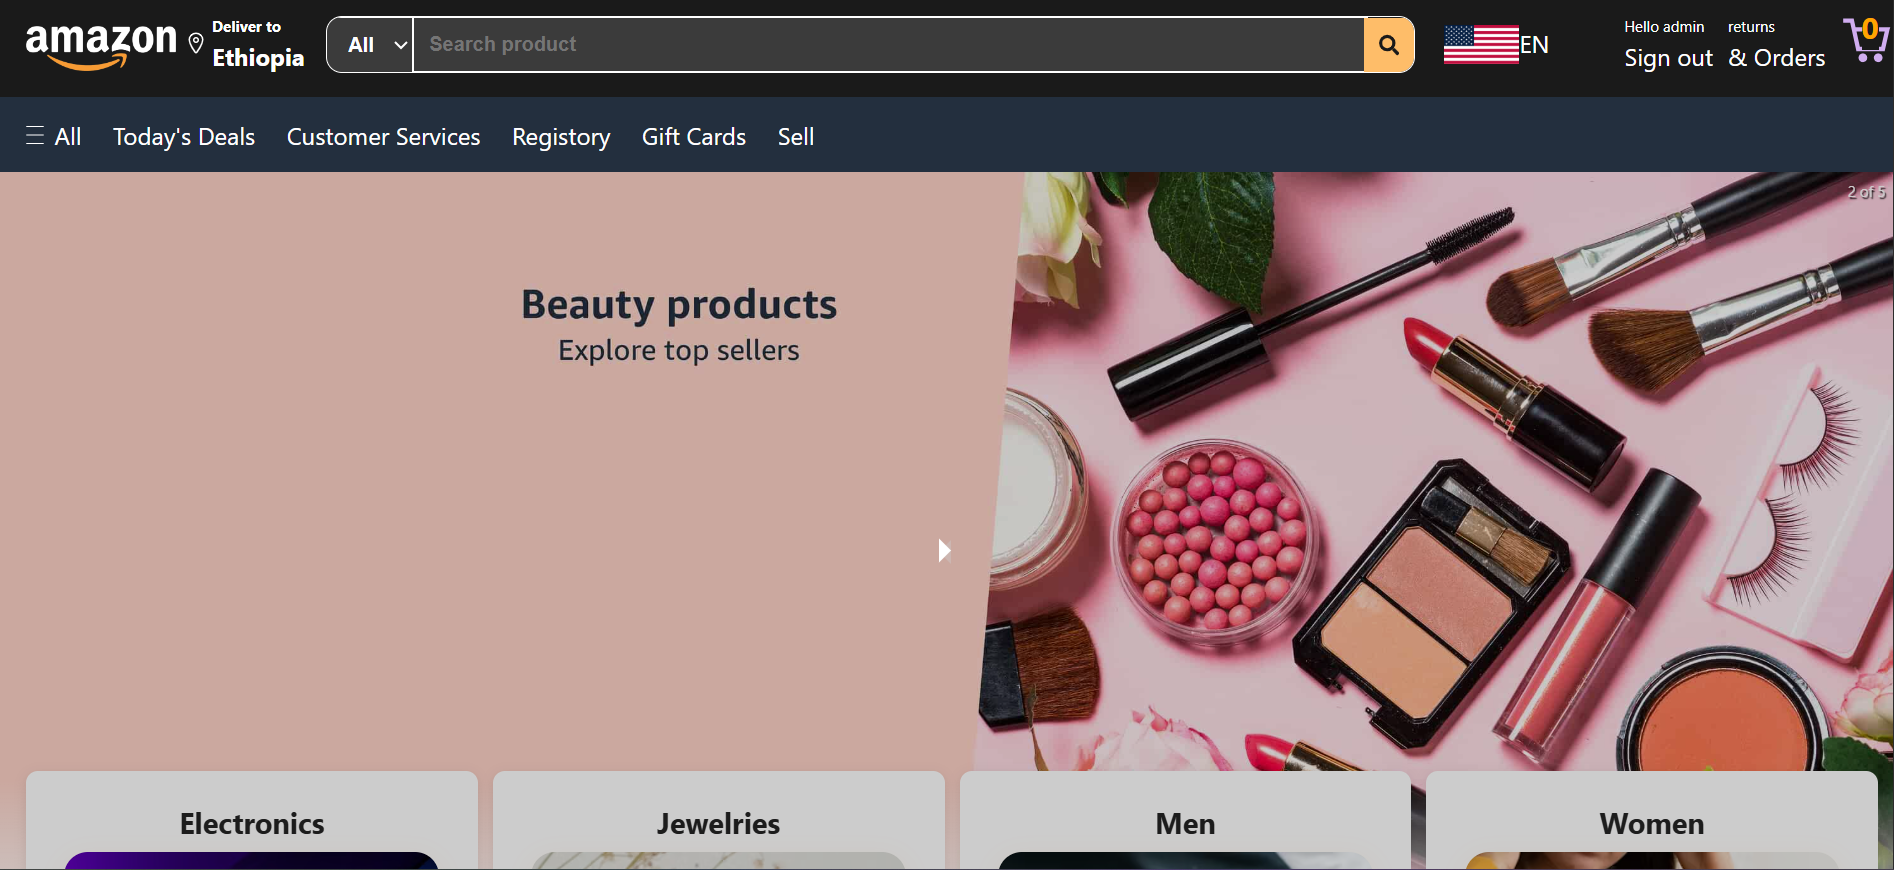 amazon
Deliver to
Ethiopia
All
Search product
EN
Hello admin
Sign out
returns
& Orders
0
All
Today's Deals
Customer Services
Registory
Gift Cards
Sell
2 of 5
Beauty products
Explore top sellers
Electronics
Jewelries
Men
Women